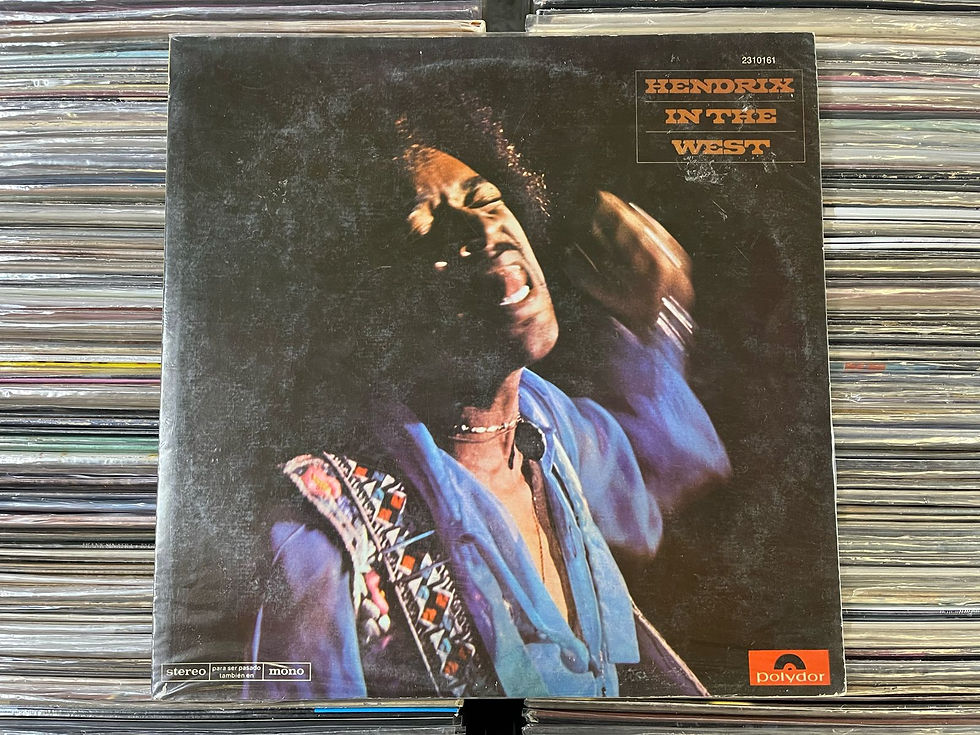 2310161
HENDRIX
IN THE
WEST
stereo
para ser pasado
también en
mono
polydor